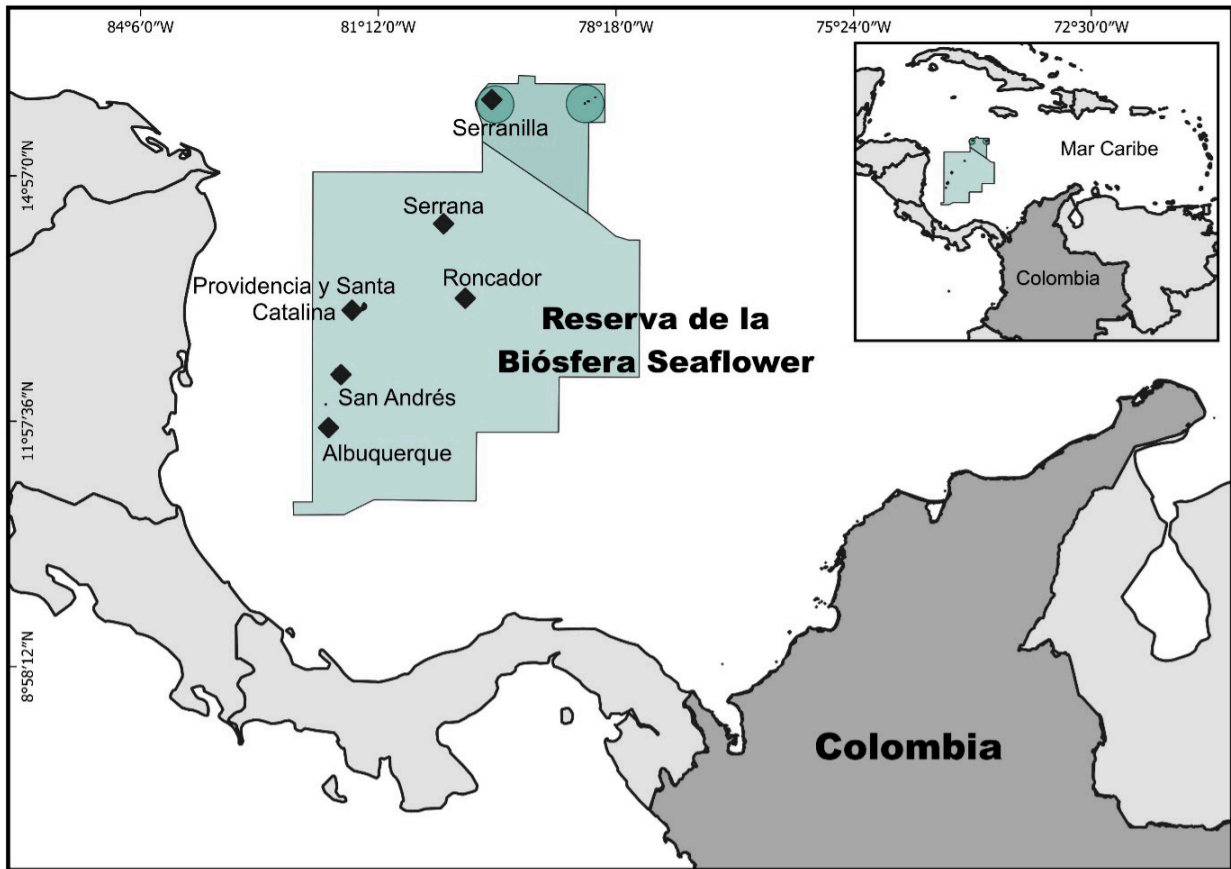 84°6′0″W
81°12′0″W
78°18′0″W
75°24′0″W
72°30′0″W
14°57′0″N
11°57′36″N
8°58′12″N
Serranilla
Serrana
Providencia y Santa
Catalina
Roncador
Reserva de la
Biósfera Seaflower
San Andrés
Albuquerque
Colombia
Mar Caribe
Colombia